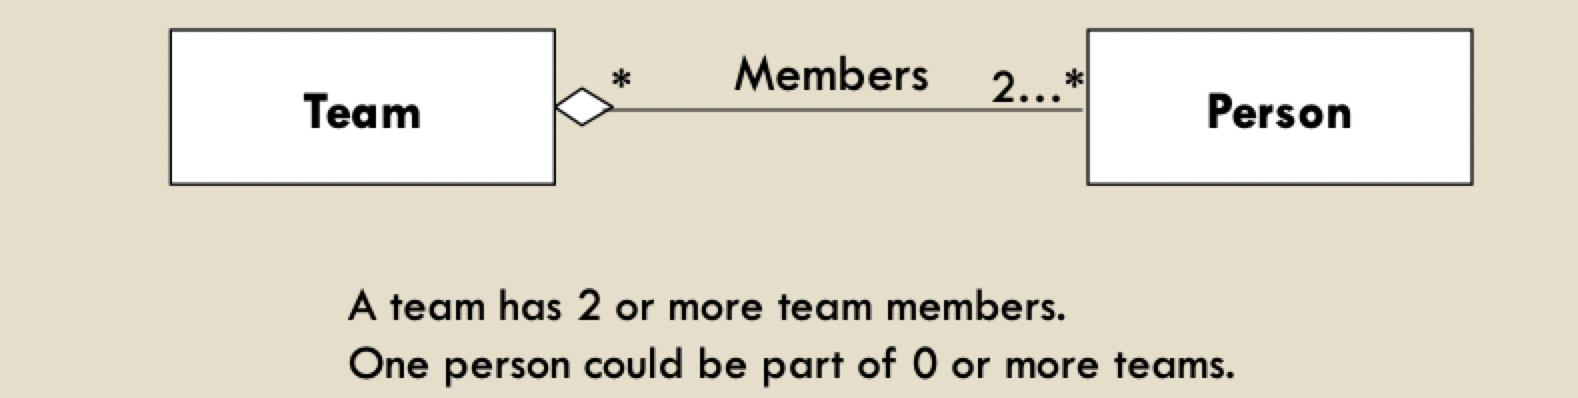 Team
* Members 2...*
Person
A team has 2 or more team members.
One person could be part of 0 or more teams.